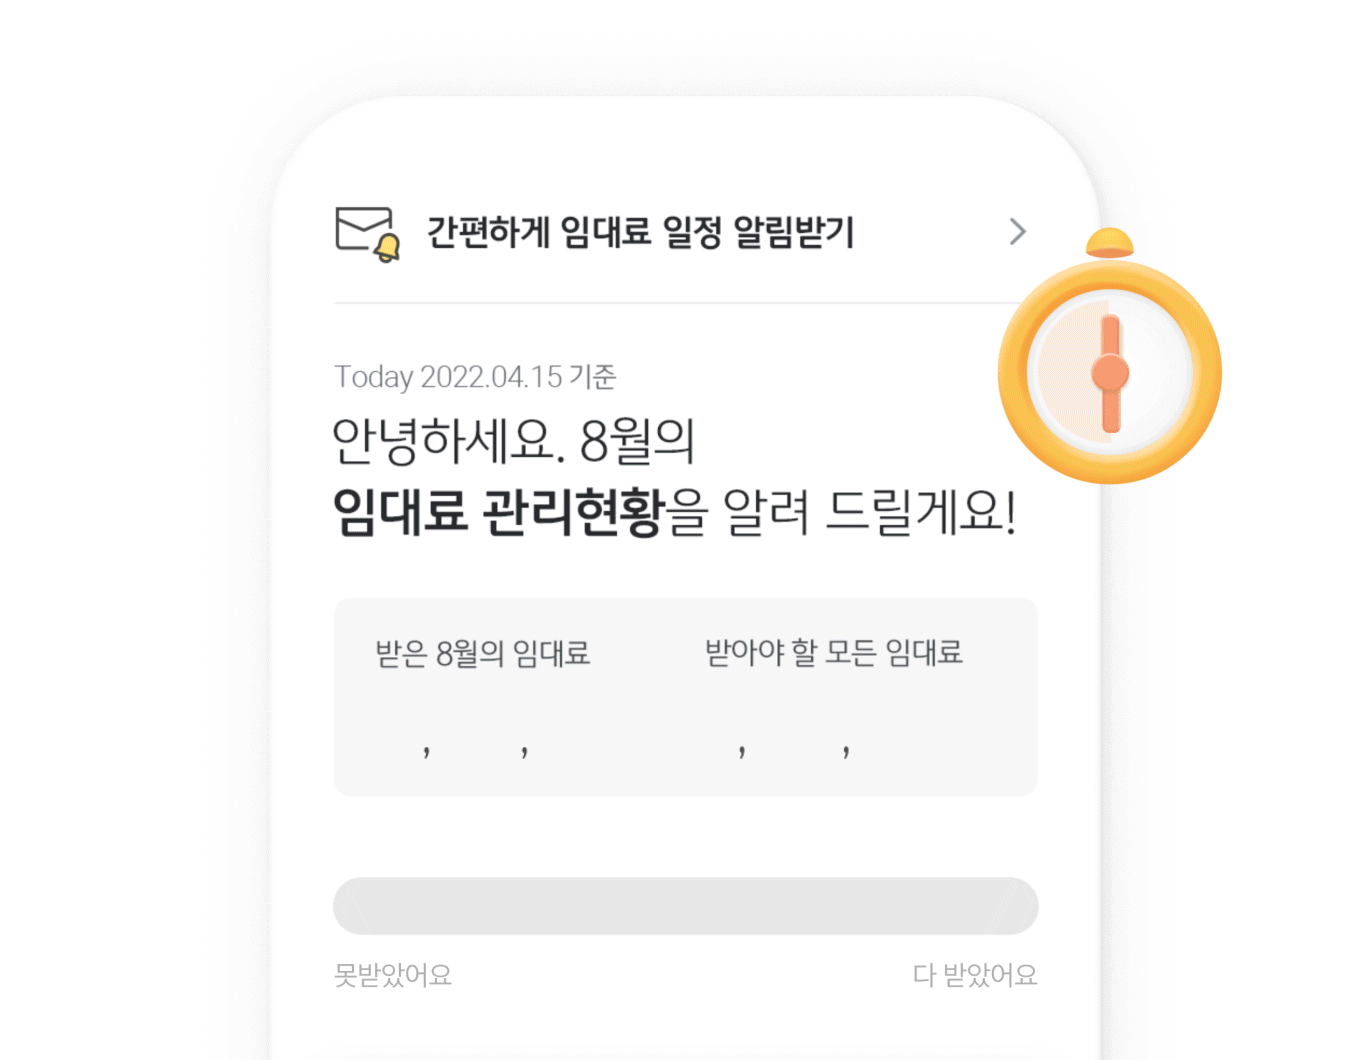 간편하게 임대료 일정 알림받기
Today 2022.04.15 기준
안녕하세요. 8월의
임대료 관리현황을 알려 드릴게요!
받은 8월의 임대료 받아야 할 모든 임대료
, , , ,
못받았어요 다 받았어요